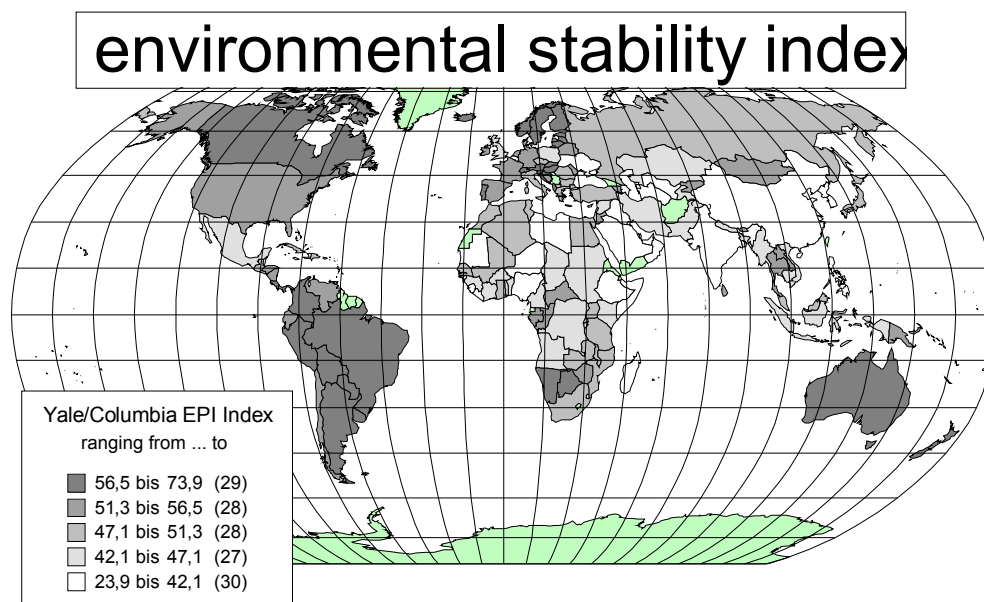 environmental stability index
Yale/Columbia EPI Index
ranging from ... to
56,5 bis 73,9 (29)
51,3 bis 56,5 (28)
47,1 bis 51,3 (28)
42,1 bis 47,1 (27)
23,9 bis 42,1 (30)